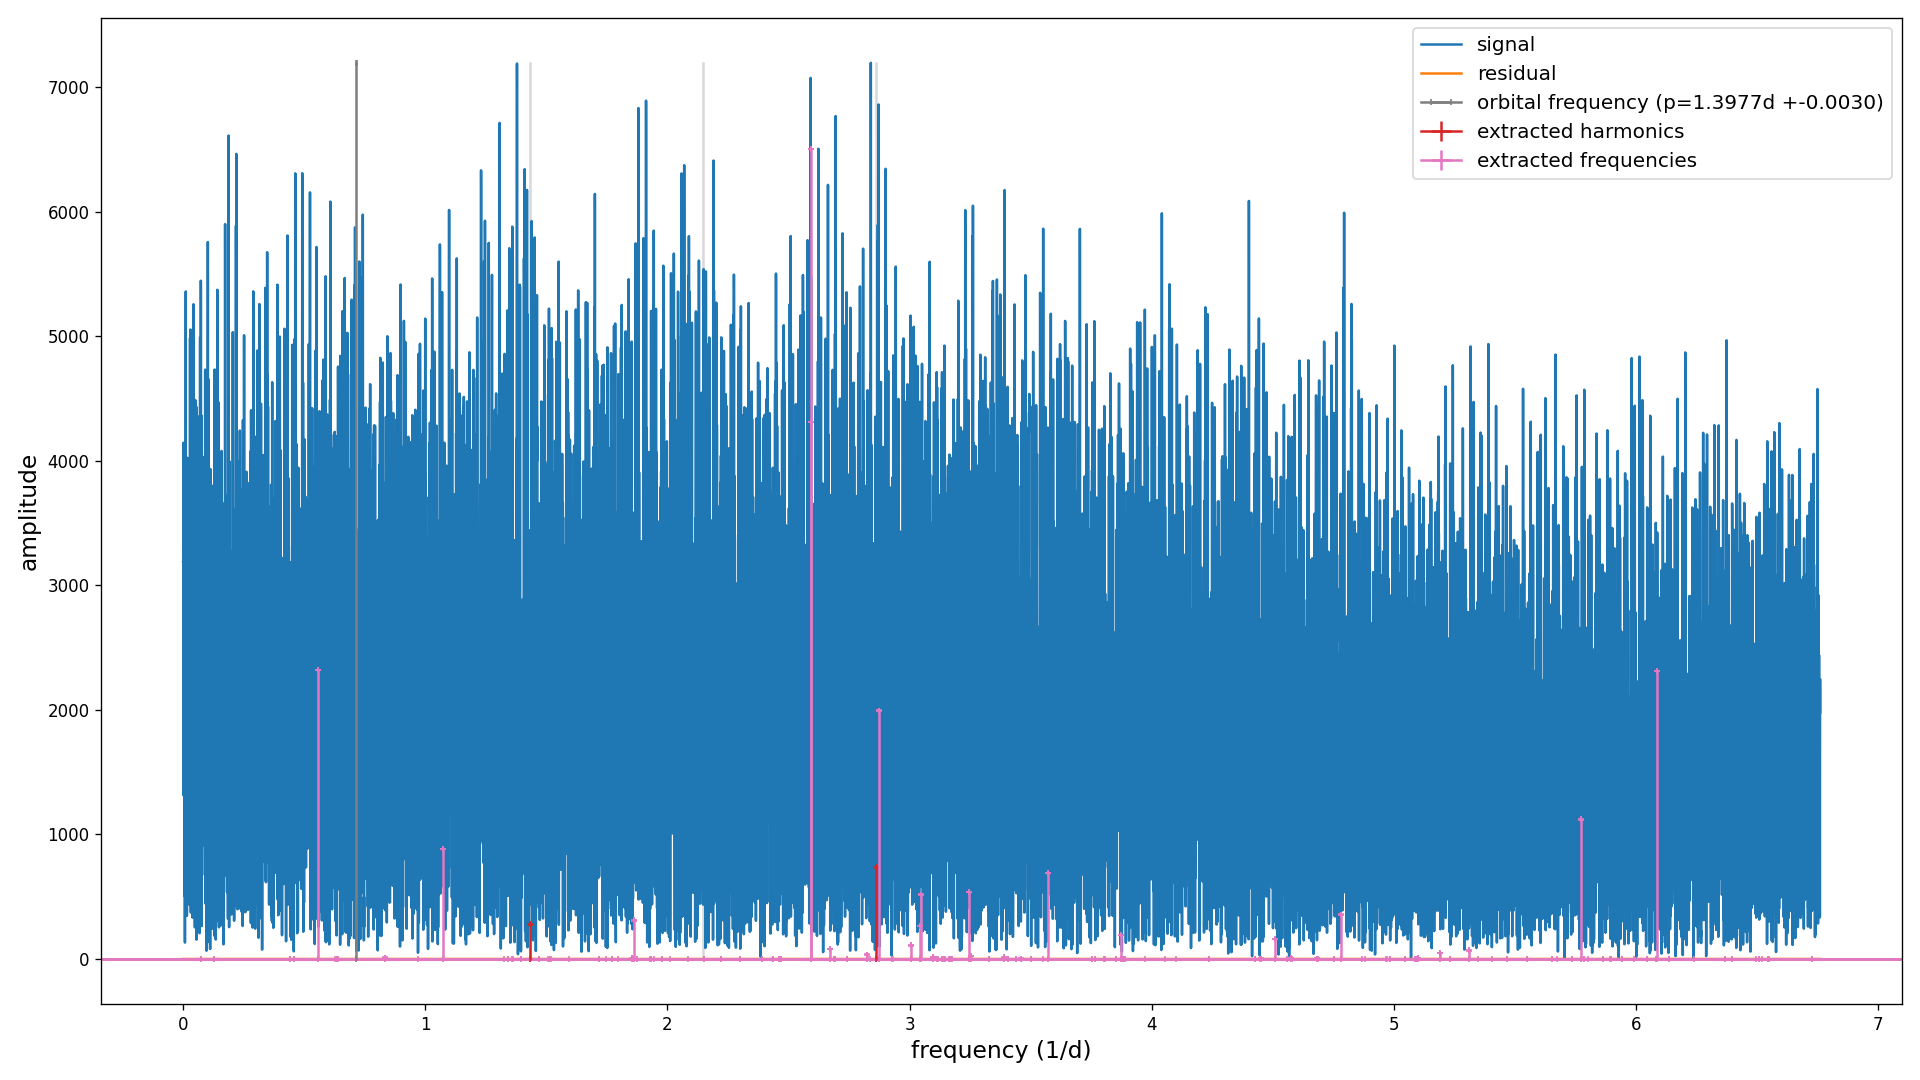 signal
residual
orbital frequency (p=1.3977d +-0.0030)
extracted harmonics
extracted frequencies
7000
6000
5000
4000
3000
2000
1000
0
amplitude
0 1 2 3 4 5 6 7
frequency (1/d)